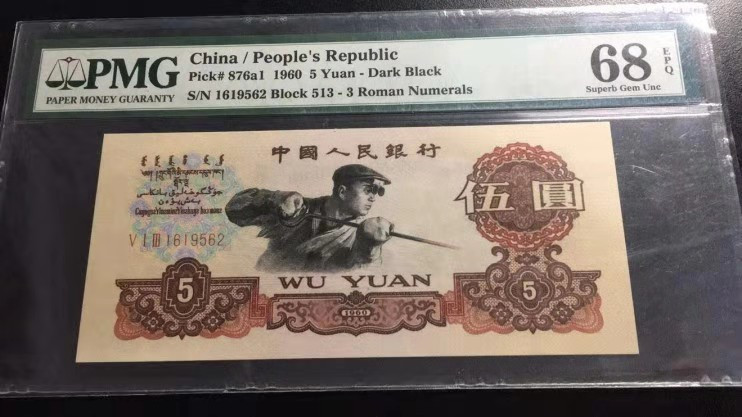 PMG
PAPER MONEY GUARANTY
China / People's Republic
Pick# 876a1 1960 5 Yuan - Dark Black
S/N 1619562 Block 513 - 3 Roman Numerals
68 EPQ
Superb Gem Unc
中國人民銀行
伍圓
V I III 1619562
WU YUAN
5
1960
5